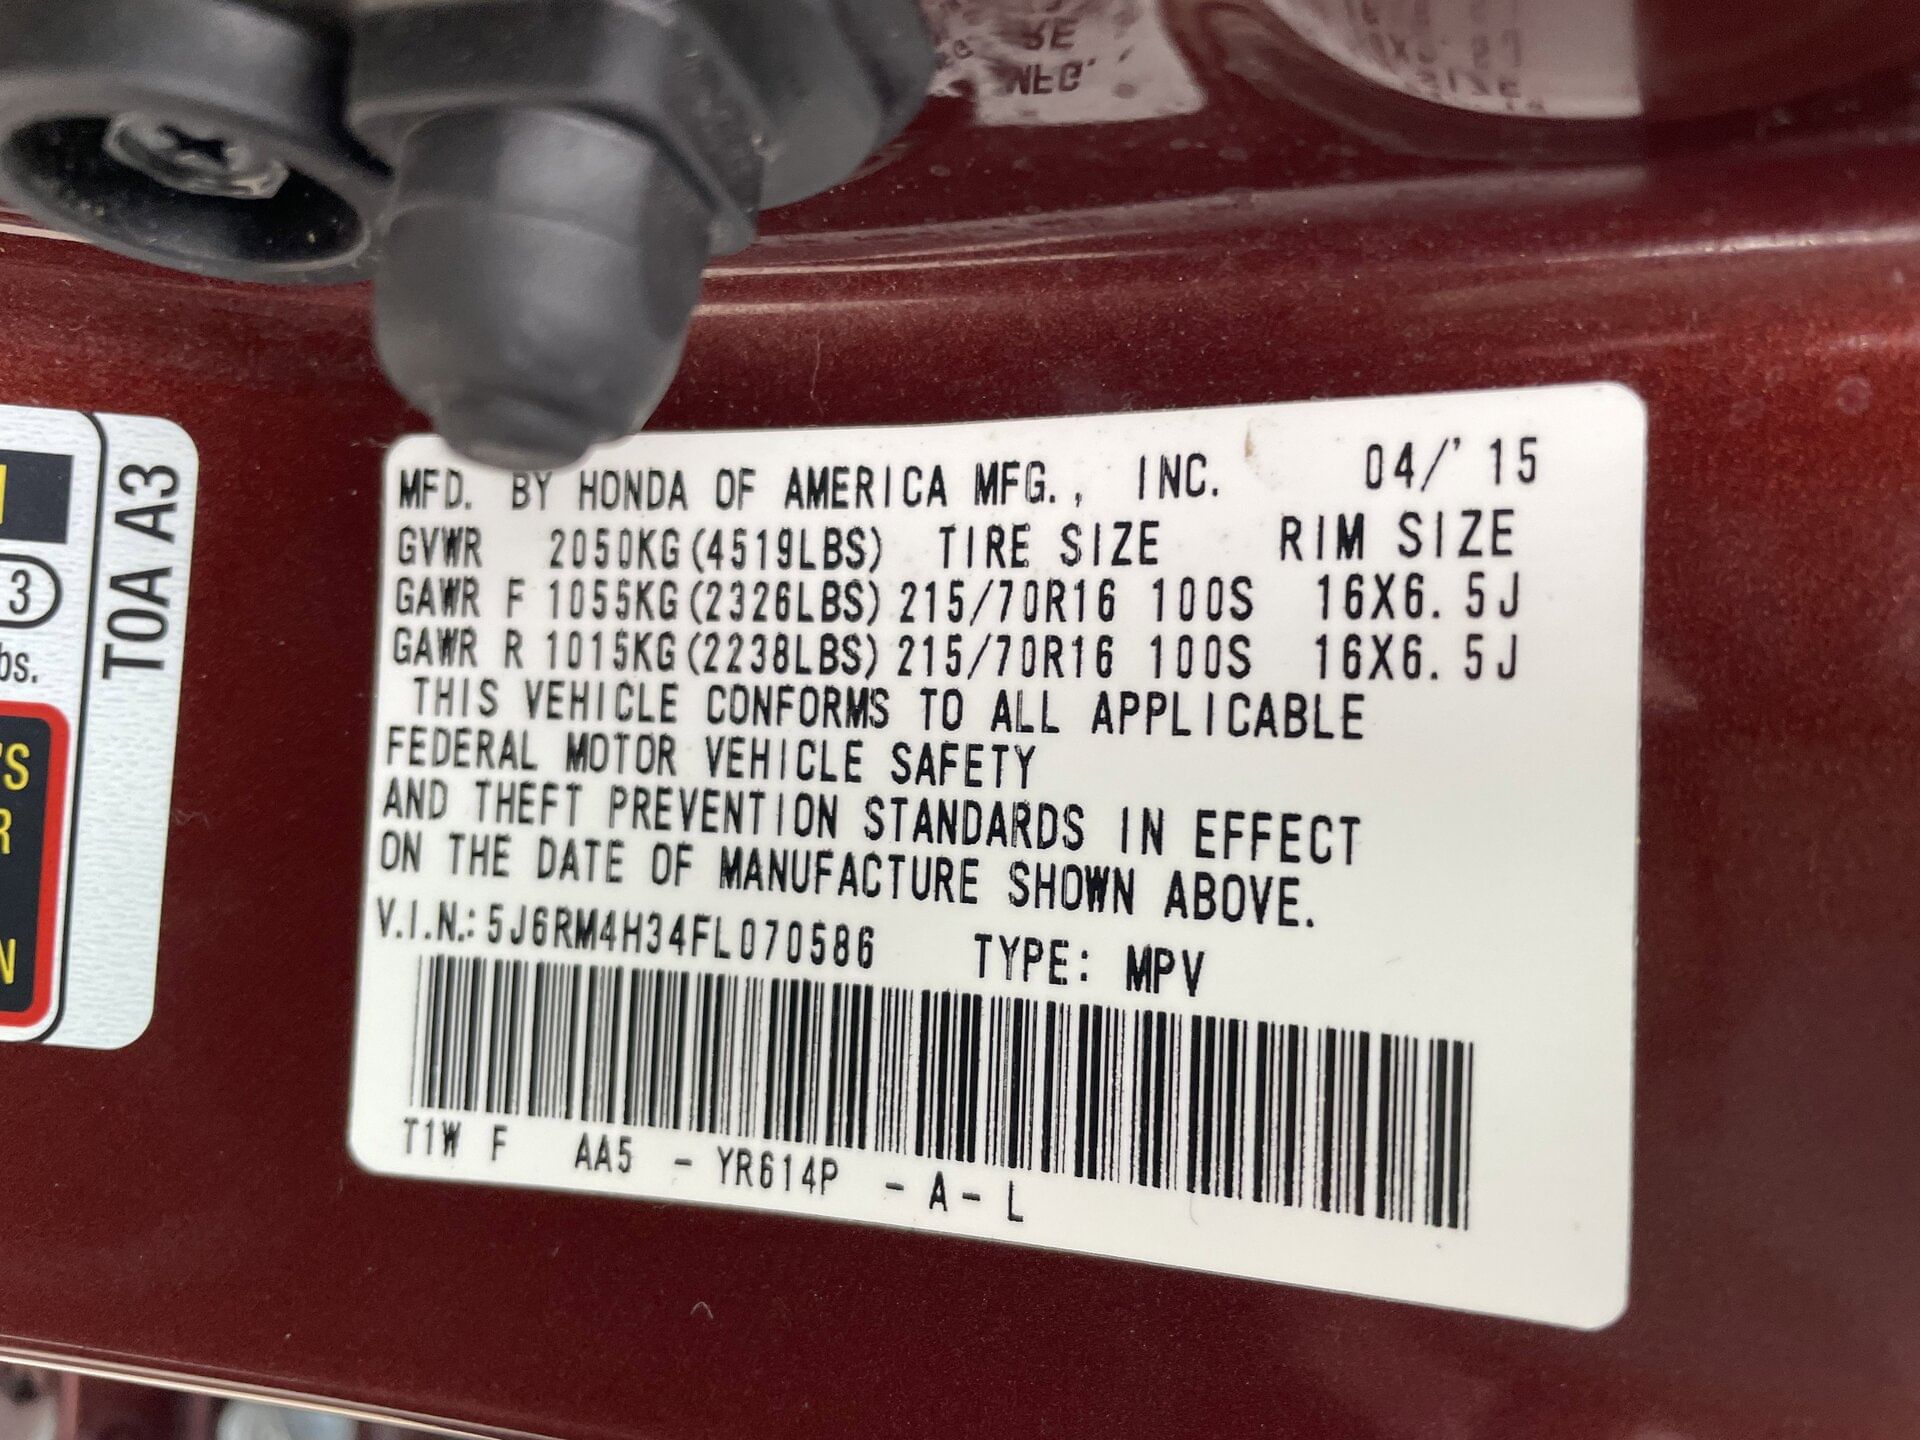 MFD. BY HONDA OF AMERICA MFG., INC. 04/'15
GVWR 2050KG(4519LBS) TIRE SIZE RIM SIZE
GAWR F 1055KG(2326LBS) 215/70R16 100S 16X6.5J
GAWR R 1015KG(2238LBS) 215/70R16 100S 16X6.5J
THIS VEHICLE CONFORMS TO ALL APPLICABLE
FEDERAL MOTOR VEHICLE SAFETY
AND THEFT PREVENTION STANDARDS IN EFFECT
ON THE DATE OF MANUFACTURE SHOWN ABOVE.
V.I.N.: 5J6RM4H34FL070586 TYPE: MPV
T1W F AA5 - YR614P - A - L
T0A A3
3